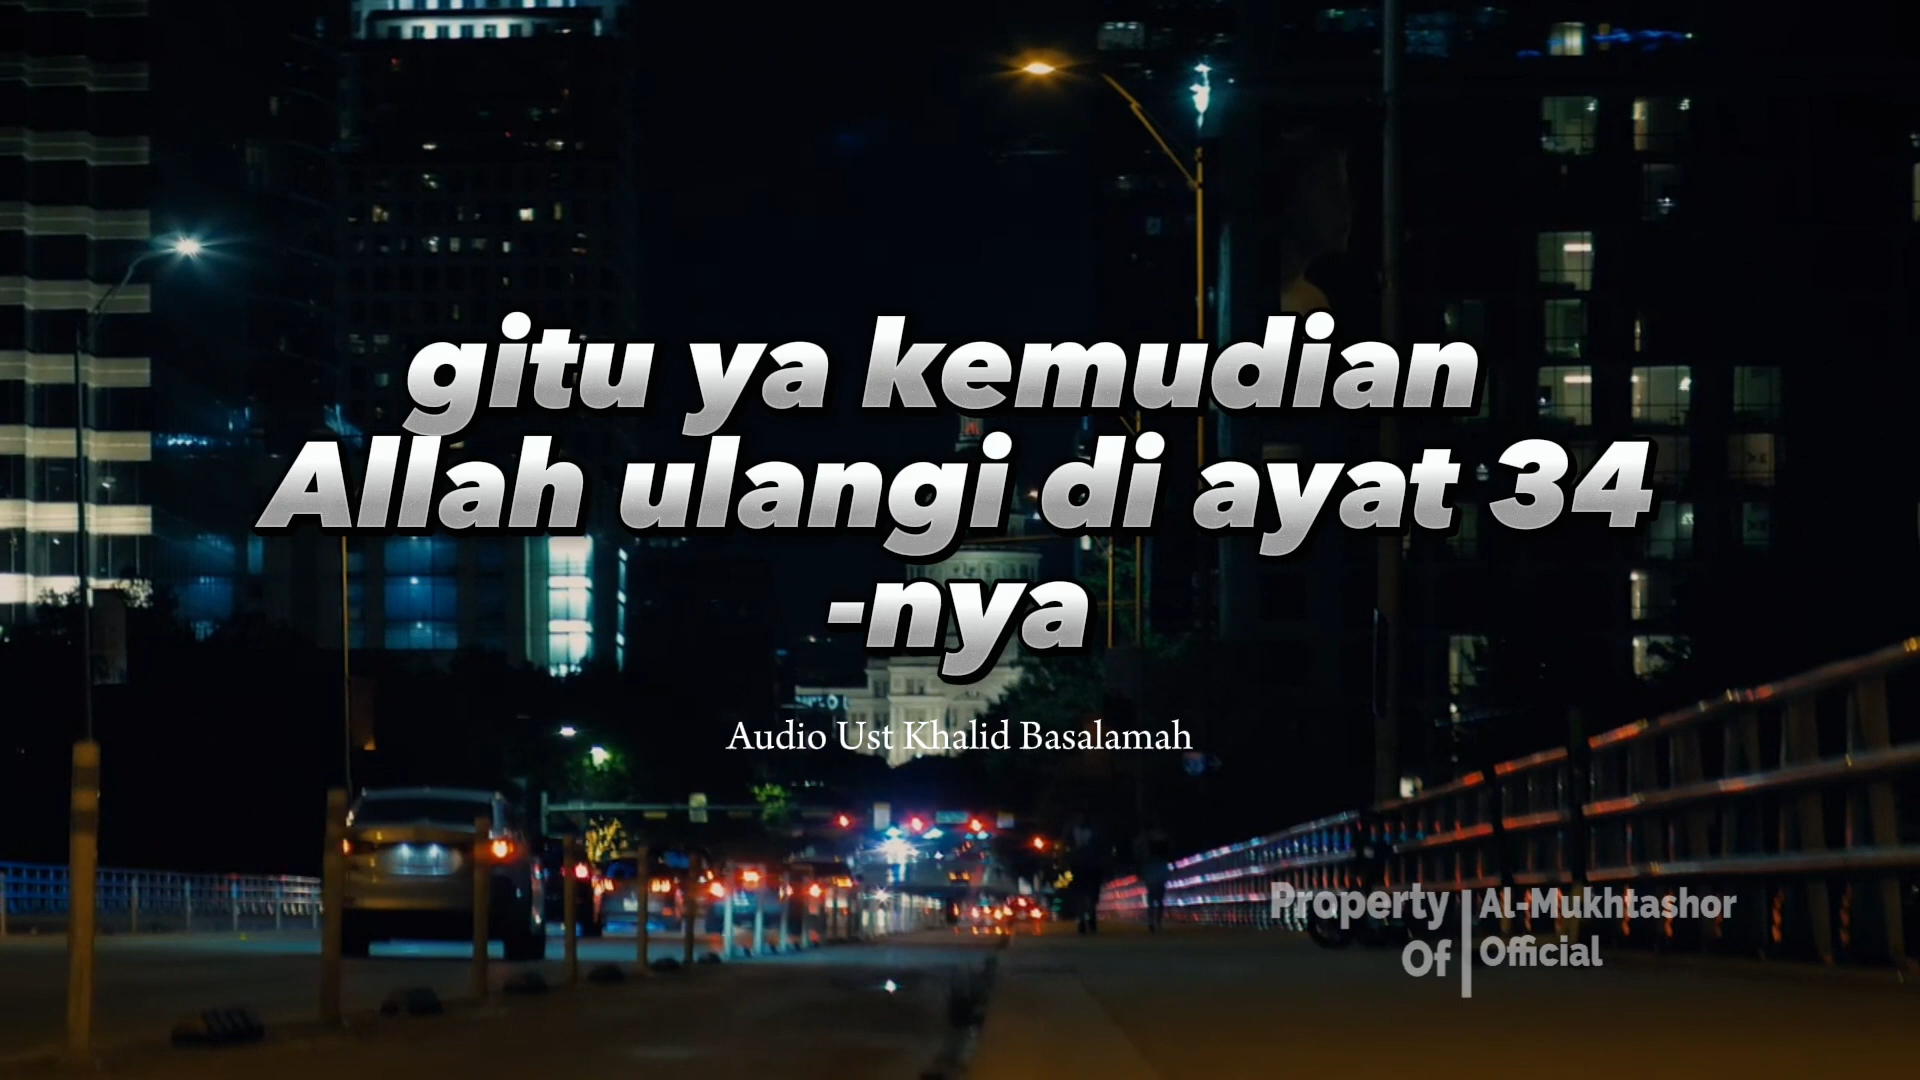 gitu ya kemudian
Allah ulangi di ayat 34
-nya
Audio Ust Khalid Basalamah
Property Of
Al-Mukhtashor Official